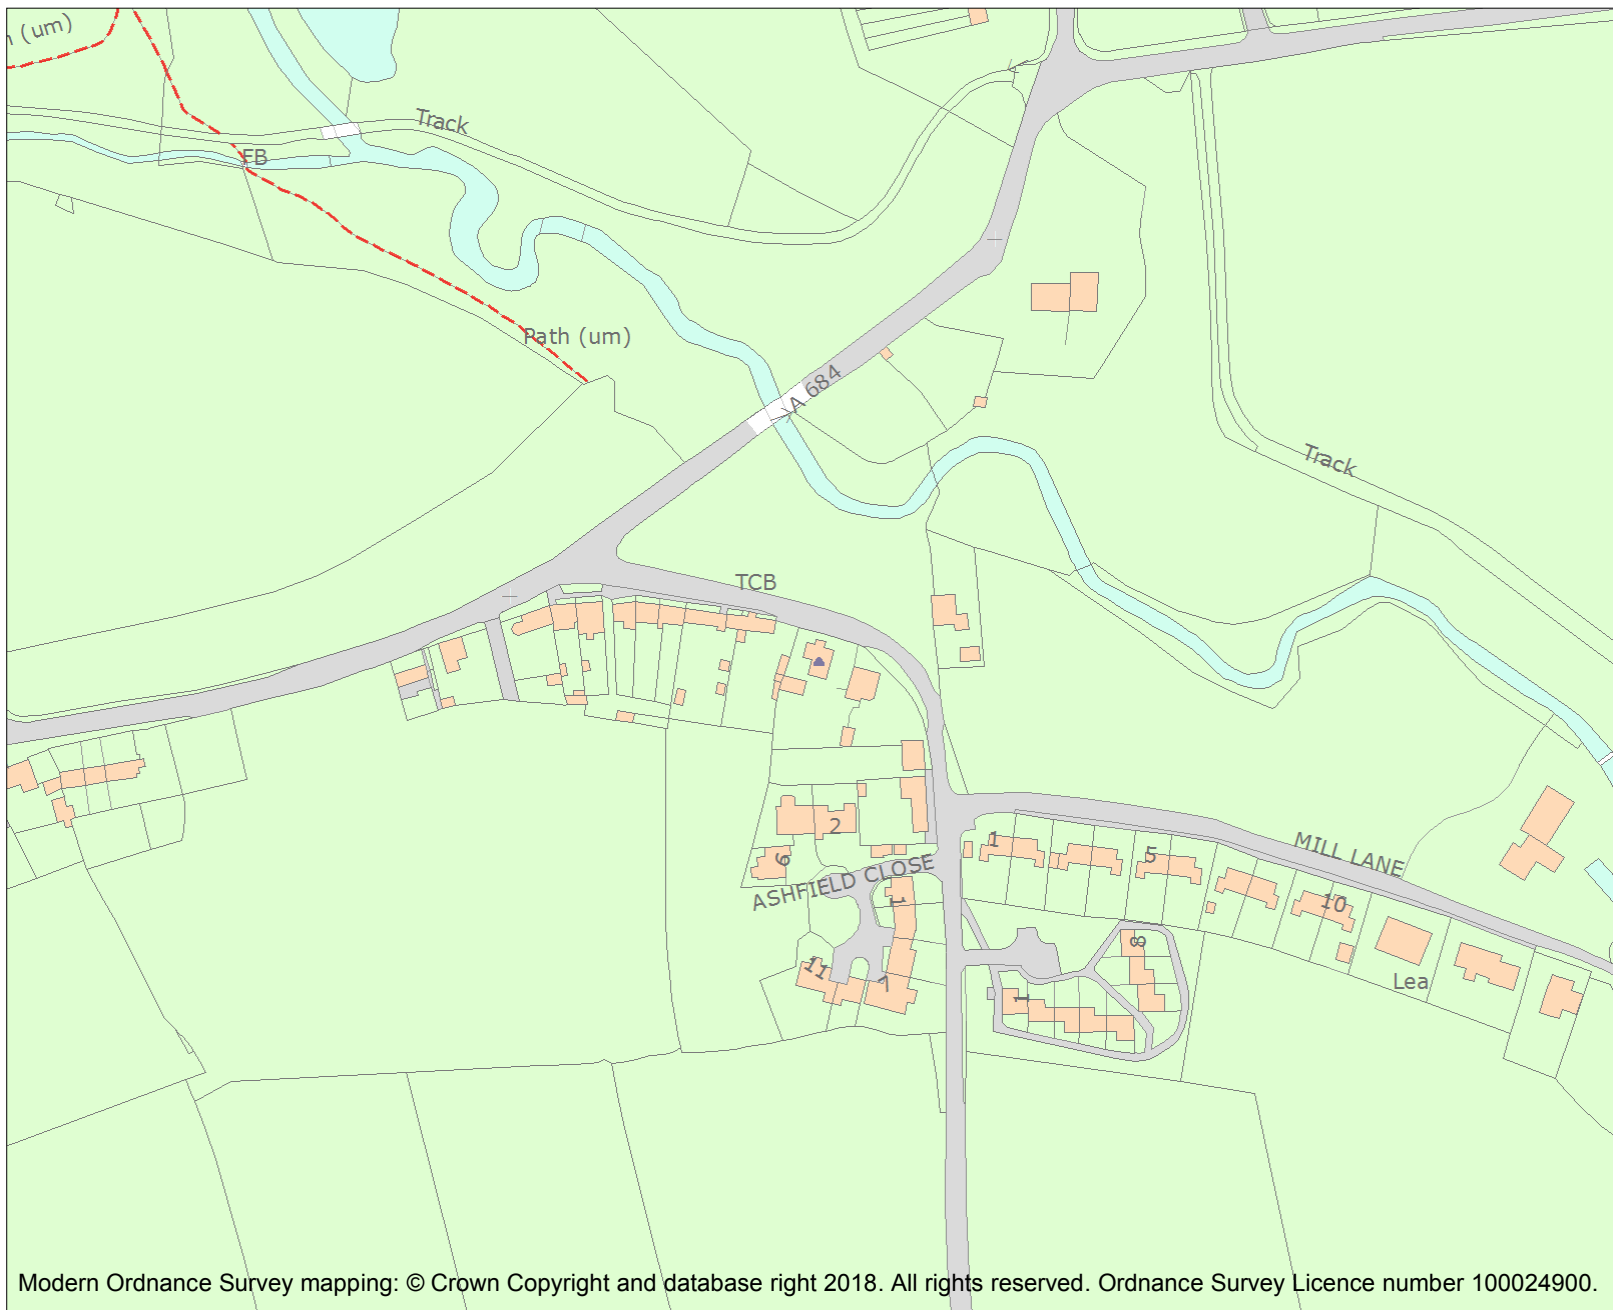 (um)
Track
FB
Path (um)
A 684
Track
TCB
MILL LANE
2
1
5
6
ASHFIELD CLOSE
1
10
8
11
7
Lea
1
Modern Ordnance Survey mapping: © Crown Copyright and database right 2018. All rights reserved. Ordnance Survey Licence number 100024900.